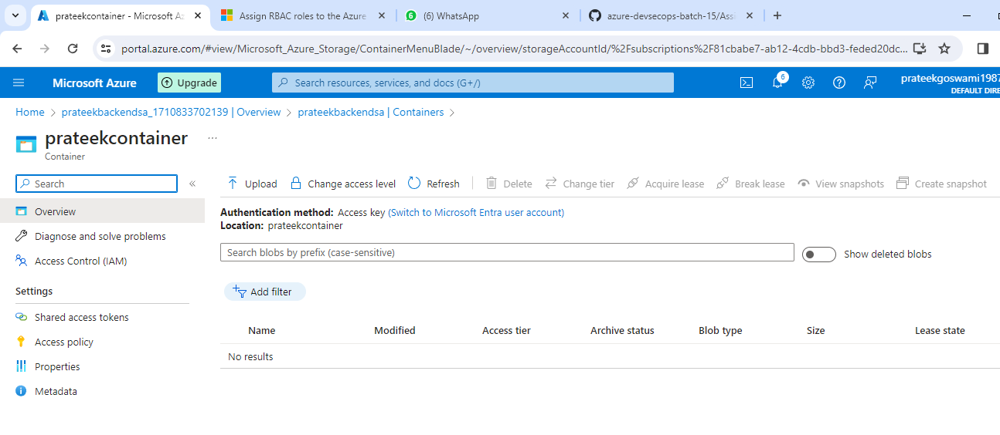 prateekcontainer - Microsoft Az
Assign RBAC roles to the Azure
(6) WhatsApp
azure-devsecops-batch-15/Ass
portal.azure.com/#view/Microsoft_Azure_Storage/ContainerMenuBlade/~/overview/storageAccountId/%2Fsubscriptions%2F81cbabe7-ab12-4cdb-bbd3-feded20dc...
Microsoft Azure
Upgrade
Search resources, services, and docs (G+/)
6
prateekgoswami1987
DEFAULT DIRE
Home > prateekbackendsa_1710833702139 | Overview > prateekbackendsa | Containers >
prateekcontainer ...
Container
Search «
Upload Change access level Refresh Delete Change tier Acquire lease Break lease View snapshots Create snapshot
Overview
Diagnose and solve problems
Access Control (IAM)
Settings
Shared access tokens
Access policy
Properties
Metadata
Authentication method: Access key (Switch to Microsoft Entra user account)
Location: prateekcontainer
Search blobs by prefix (case-sensitive)
Show deleted blobs
Add filter
Name Modified Access tier Archive status Blob type Size Lease state
No results